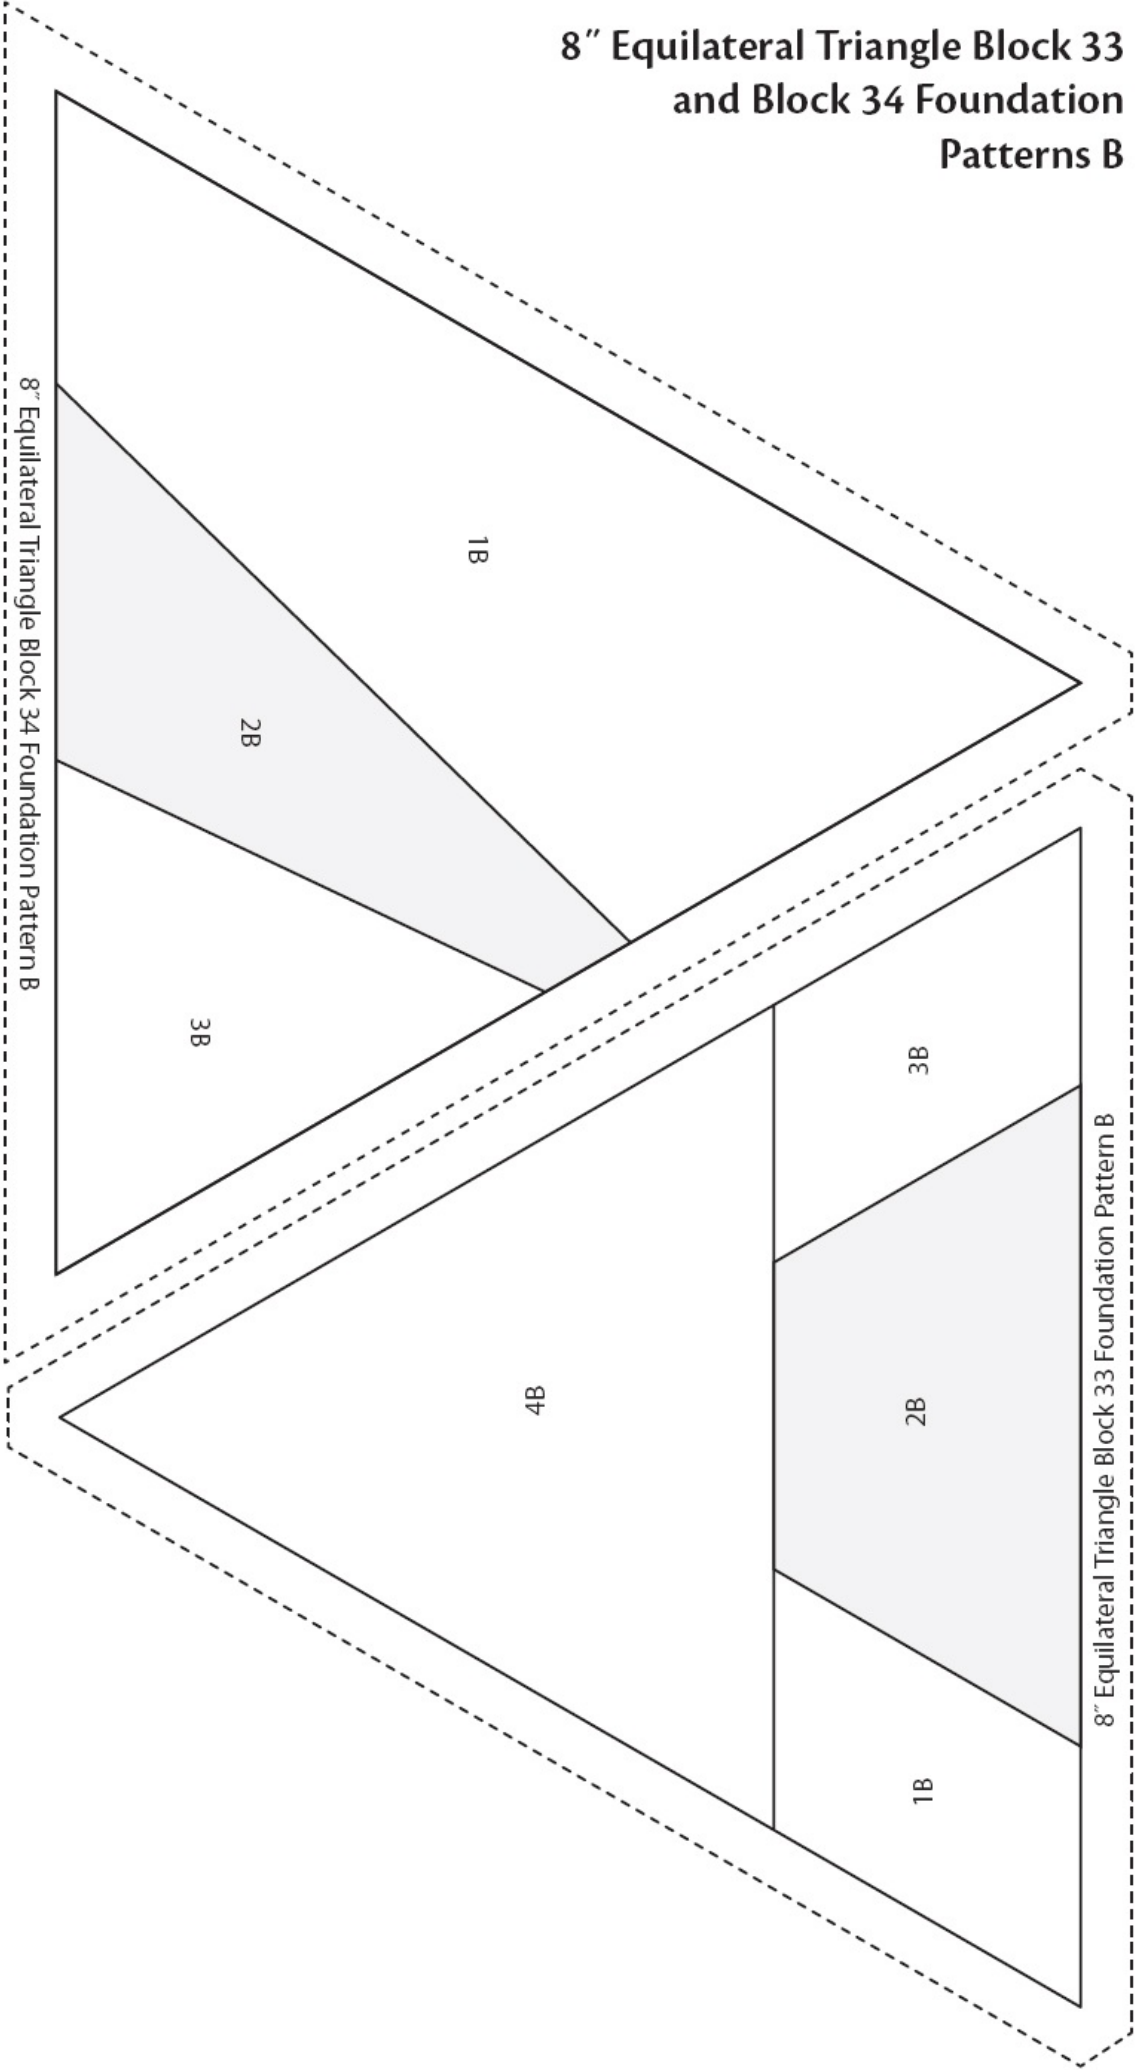 8″ Equilateral Triangle Block 33
and Block 34 Foundation
Patterns B
1B
2B
3B
8″ Equilateral Triangle Block 34 Foundation Pattern B
3B
2B
1B
4B
8″ Equilateral Triangle Block 33 Foundation Pattern B